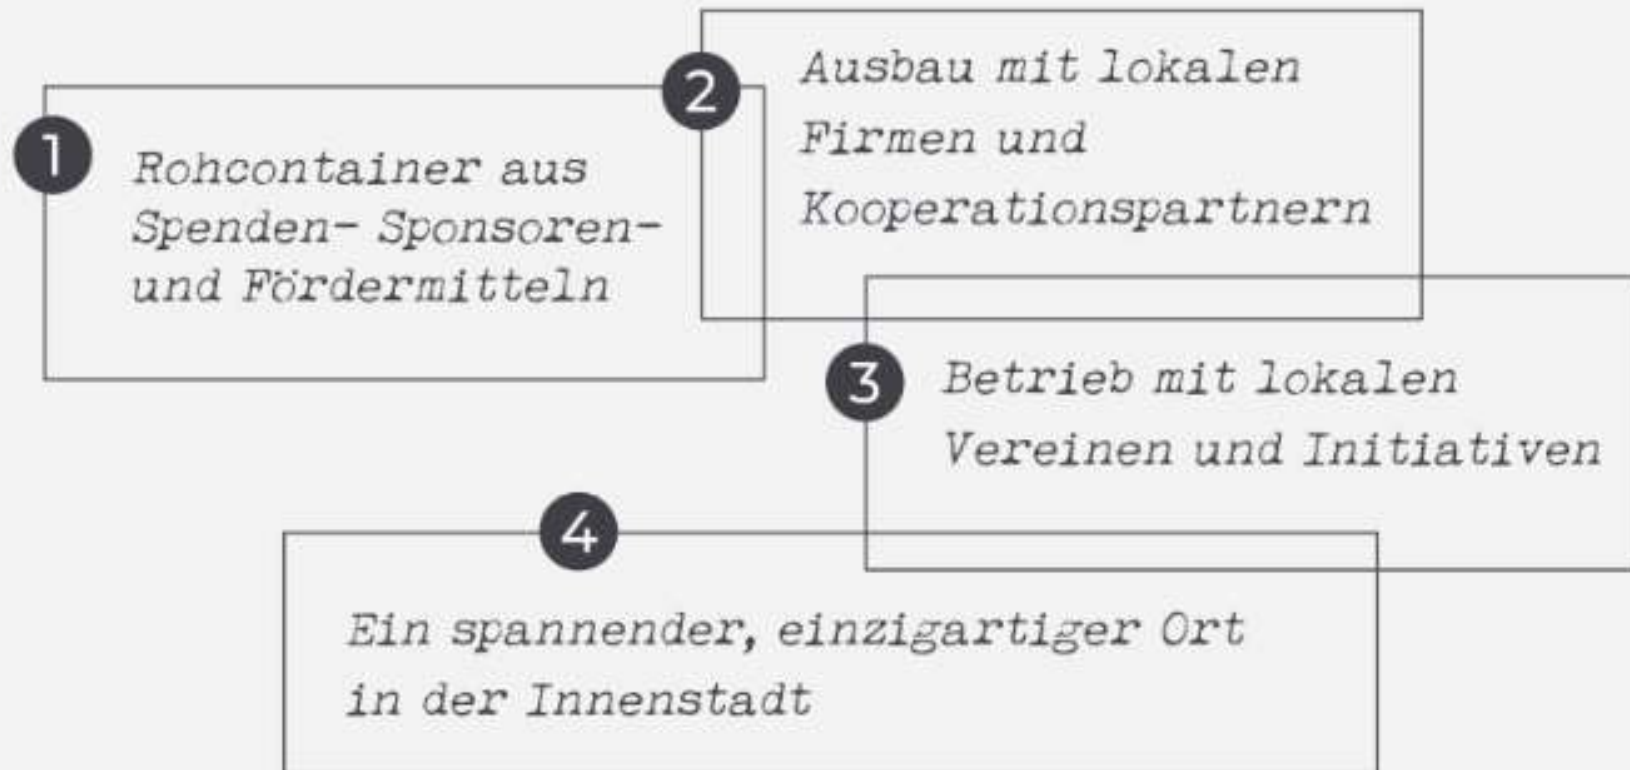 1
Rohcontainer aus
Spenden- Sponsoren-
und Fördermitteln
2
Ausbau mit lokalen
Firmen und
Kooperationspartnern
3
Betrieb mit lokalen
Vereinen und Initiativen
4
Ein spannender, einzigartiger Ort
in der Innenstadt